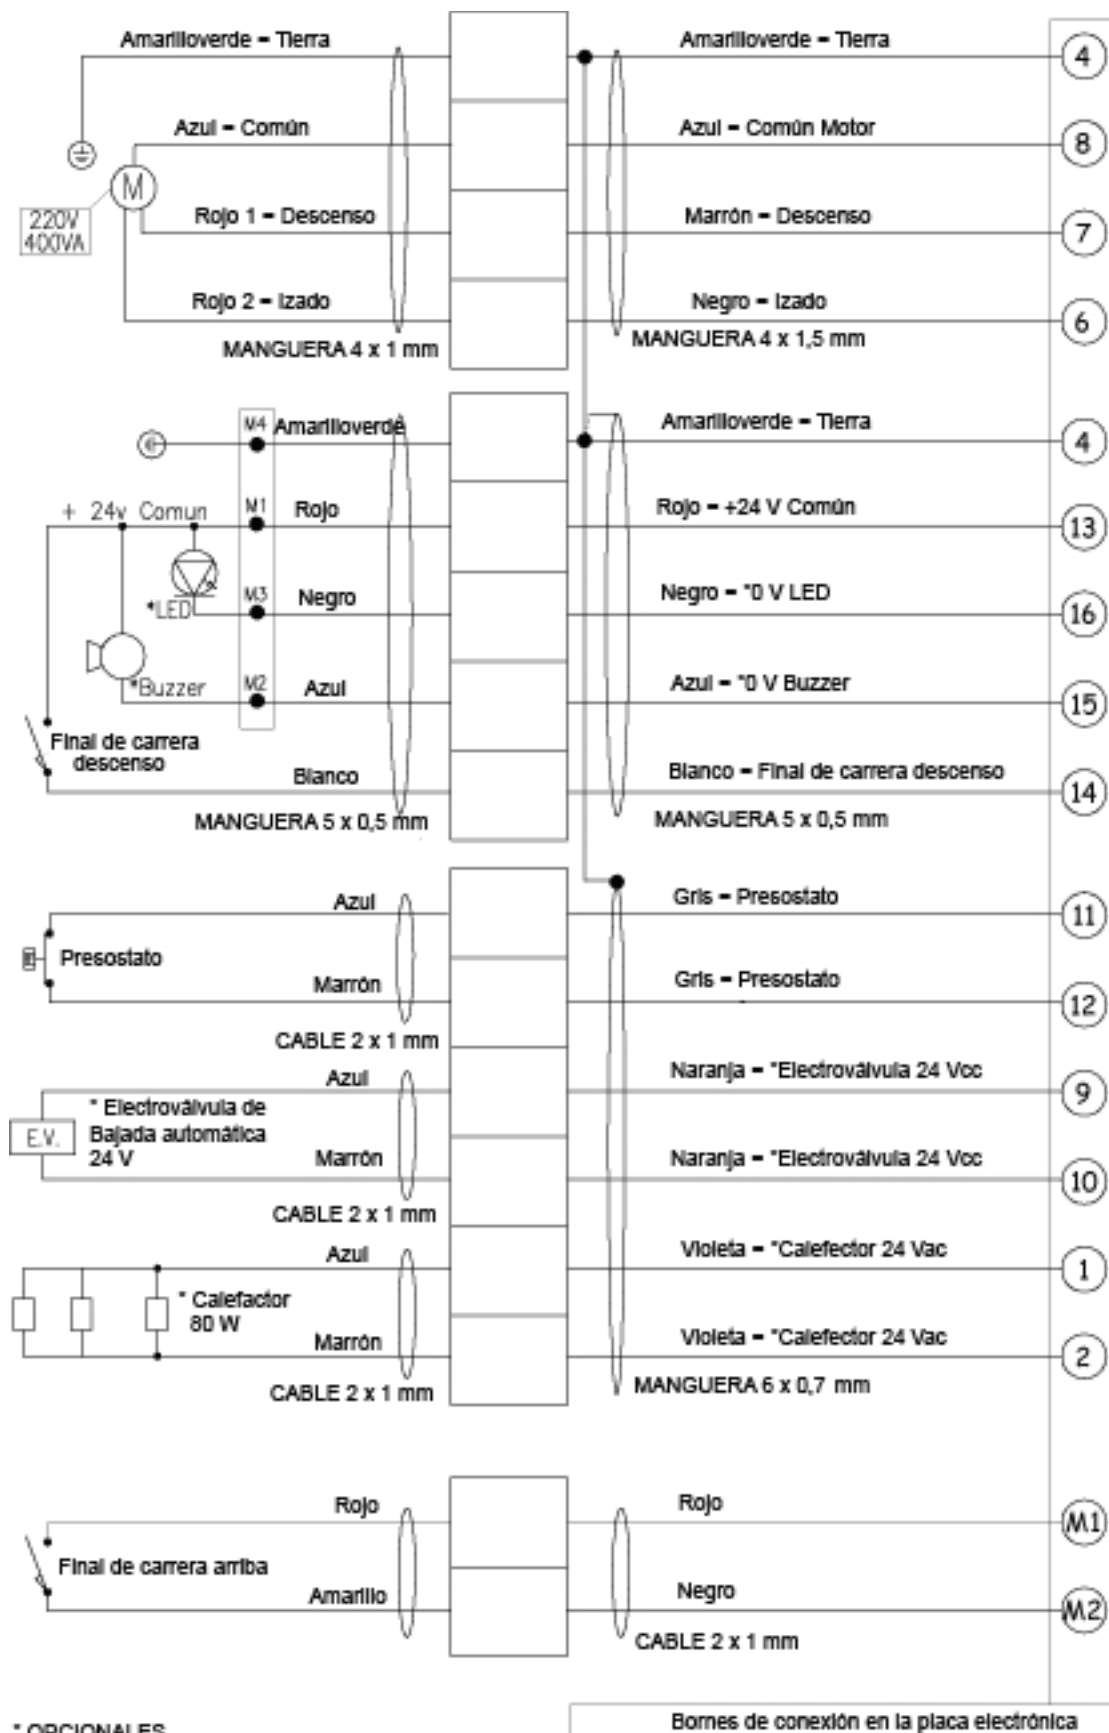 Amarilloverde - Tierra
Amarilloverde - Tierra
4
Azul - Común
Azul - Común Motor
8
M
220V
400VA
Rojo 1 - Descenso
Marrón - Descenso
7
Rojo 2 - Izado
Negro - Izado
6
MANGUERA 4 x 1 mm
MANGUERA 4 x 1,5 mm
M4
Amarilloverde
Amarilloverde - Tierra
4
+ 24v Comun
M1
Rojo
Rojo - +24 V Común
13
*LED
M3
Negro
Negro - *0 V LED
16
*Buzzer
M2
Azul
Azul - *0 V Buzzer
15
Final de carrera
descenso
Blanco
Blanco - Final de carrera descenso
14
MANGUERA 5 x 0,5 mm
MANGUERA 5 x 0,5 mm
Azul
Gris - Presostato
11
Presostato
Marrón
Gris - Presostato
12
CABLE 2 x 1 mm
Azul
Naranja - *Electroválvula 24 Vcc
9
E.V.
* Electroválvula de
Bajada automática
24 V
Marrón
Naranja - *Electroválvula 24 Vcc
10
CABLE 2 x 1 mm
Azul
Violeta - *Calefector 24 Vac
1
* Calefactor
80 W
Marrón
Violeta - *Calefector 24 Vac
2
CABLE 2 x 1 mm
MANGUERA 6 x 0,7 mm
Rojo
Rojo
M1
Final de carrera arriba
Amarillo
Negro
M2
CABLE 2 x 1 mm
* OPCIONALES
Bornes de conexión en la placa electrónica